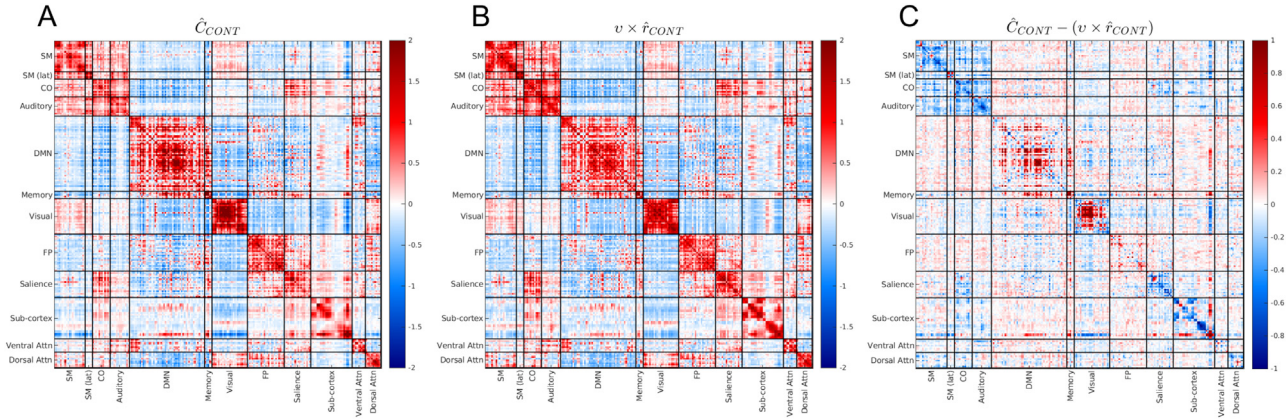 A
Ĉ_CONT
SM
SM (lat)
CO
Auditory
DMN
Memory
Visual
FP
Salience
Sub-cortex
Ventral Attn
Dorsal Attn
SM
SM (lat)
CO
Auditory
DMN
Memory
Visual
FP
Salience
Sub-cortex
Ventral Attn
Dorsal Attn
2
1.5
1
0.5
0
-0.5
-1
-1.5
-2
B
υ × r̂_CONT
SM
SM (lat)
CO
Auditory
DMN
Memory
Visual
FP
Salience
Sub-cortex
Ventral Attn
Dorsal Attn
SM
SM (lat)
CO
Auditory
DMN
Memory
Visual
FP
Salience
Sub-cortex
Ventral Attn
Dorsal Attn
2
1.5
1
0.5
0
-0.5
-1
-1.5
-2
C
Ĉ_CONT − (υ × r̂_CONT)
SM
SM (lat)
CO
Auditory
DMN
Memory
Visual
FP
Salience
Sub-cortex
Ventral Attn
Dorsal Attn
SM
SM (lat)
CO
Auditory
DMN
Memory
Visual
FP
Salience
Sub-cortex
Ventral Attn
Dorsal Attn
1
0.8
0.6
0.4
0.2
0
-0.2
-0.4
-0.6
-0.8
-1